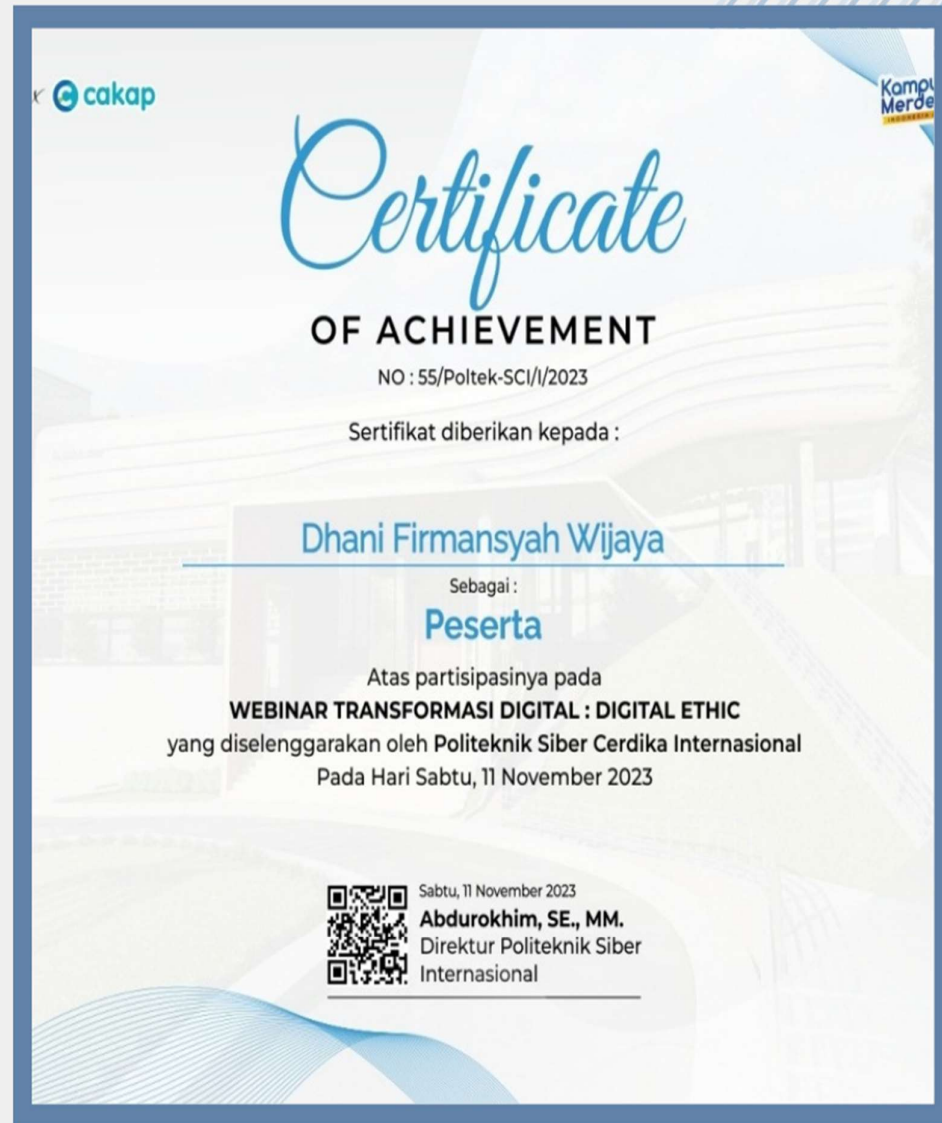 cakap
Certificate
OF ACHIEVEMENT
NO : 55/Poltek-SCI/I/2023
Sertifikat diberikan kepada :
Dhani Firmansyah Wijaya
Sebagai :
Peserta
Atas partisipasinya pada
WEBINAR TRANSFORMASI DIGITAL : DIGITAL ETHIC
yang diselenggarakan oleh Politeknik Siber Cerdika Internasional
Pada Hari Sabtu, 11 November 2023
Sabtu, 11 November 2023
Abdurokhim, SE., MM.
Direktur Politeknik Siber
Internasional